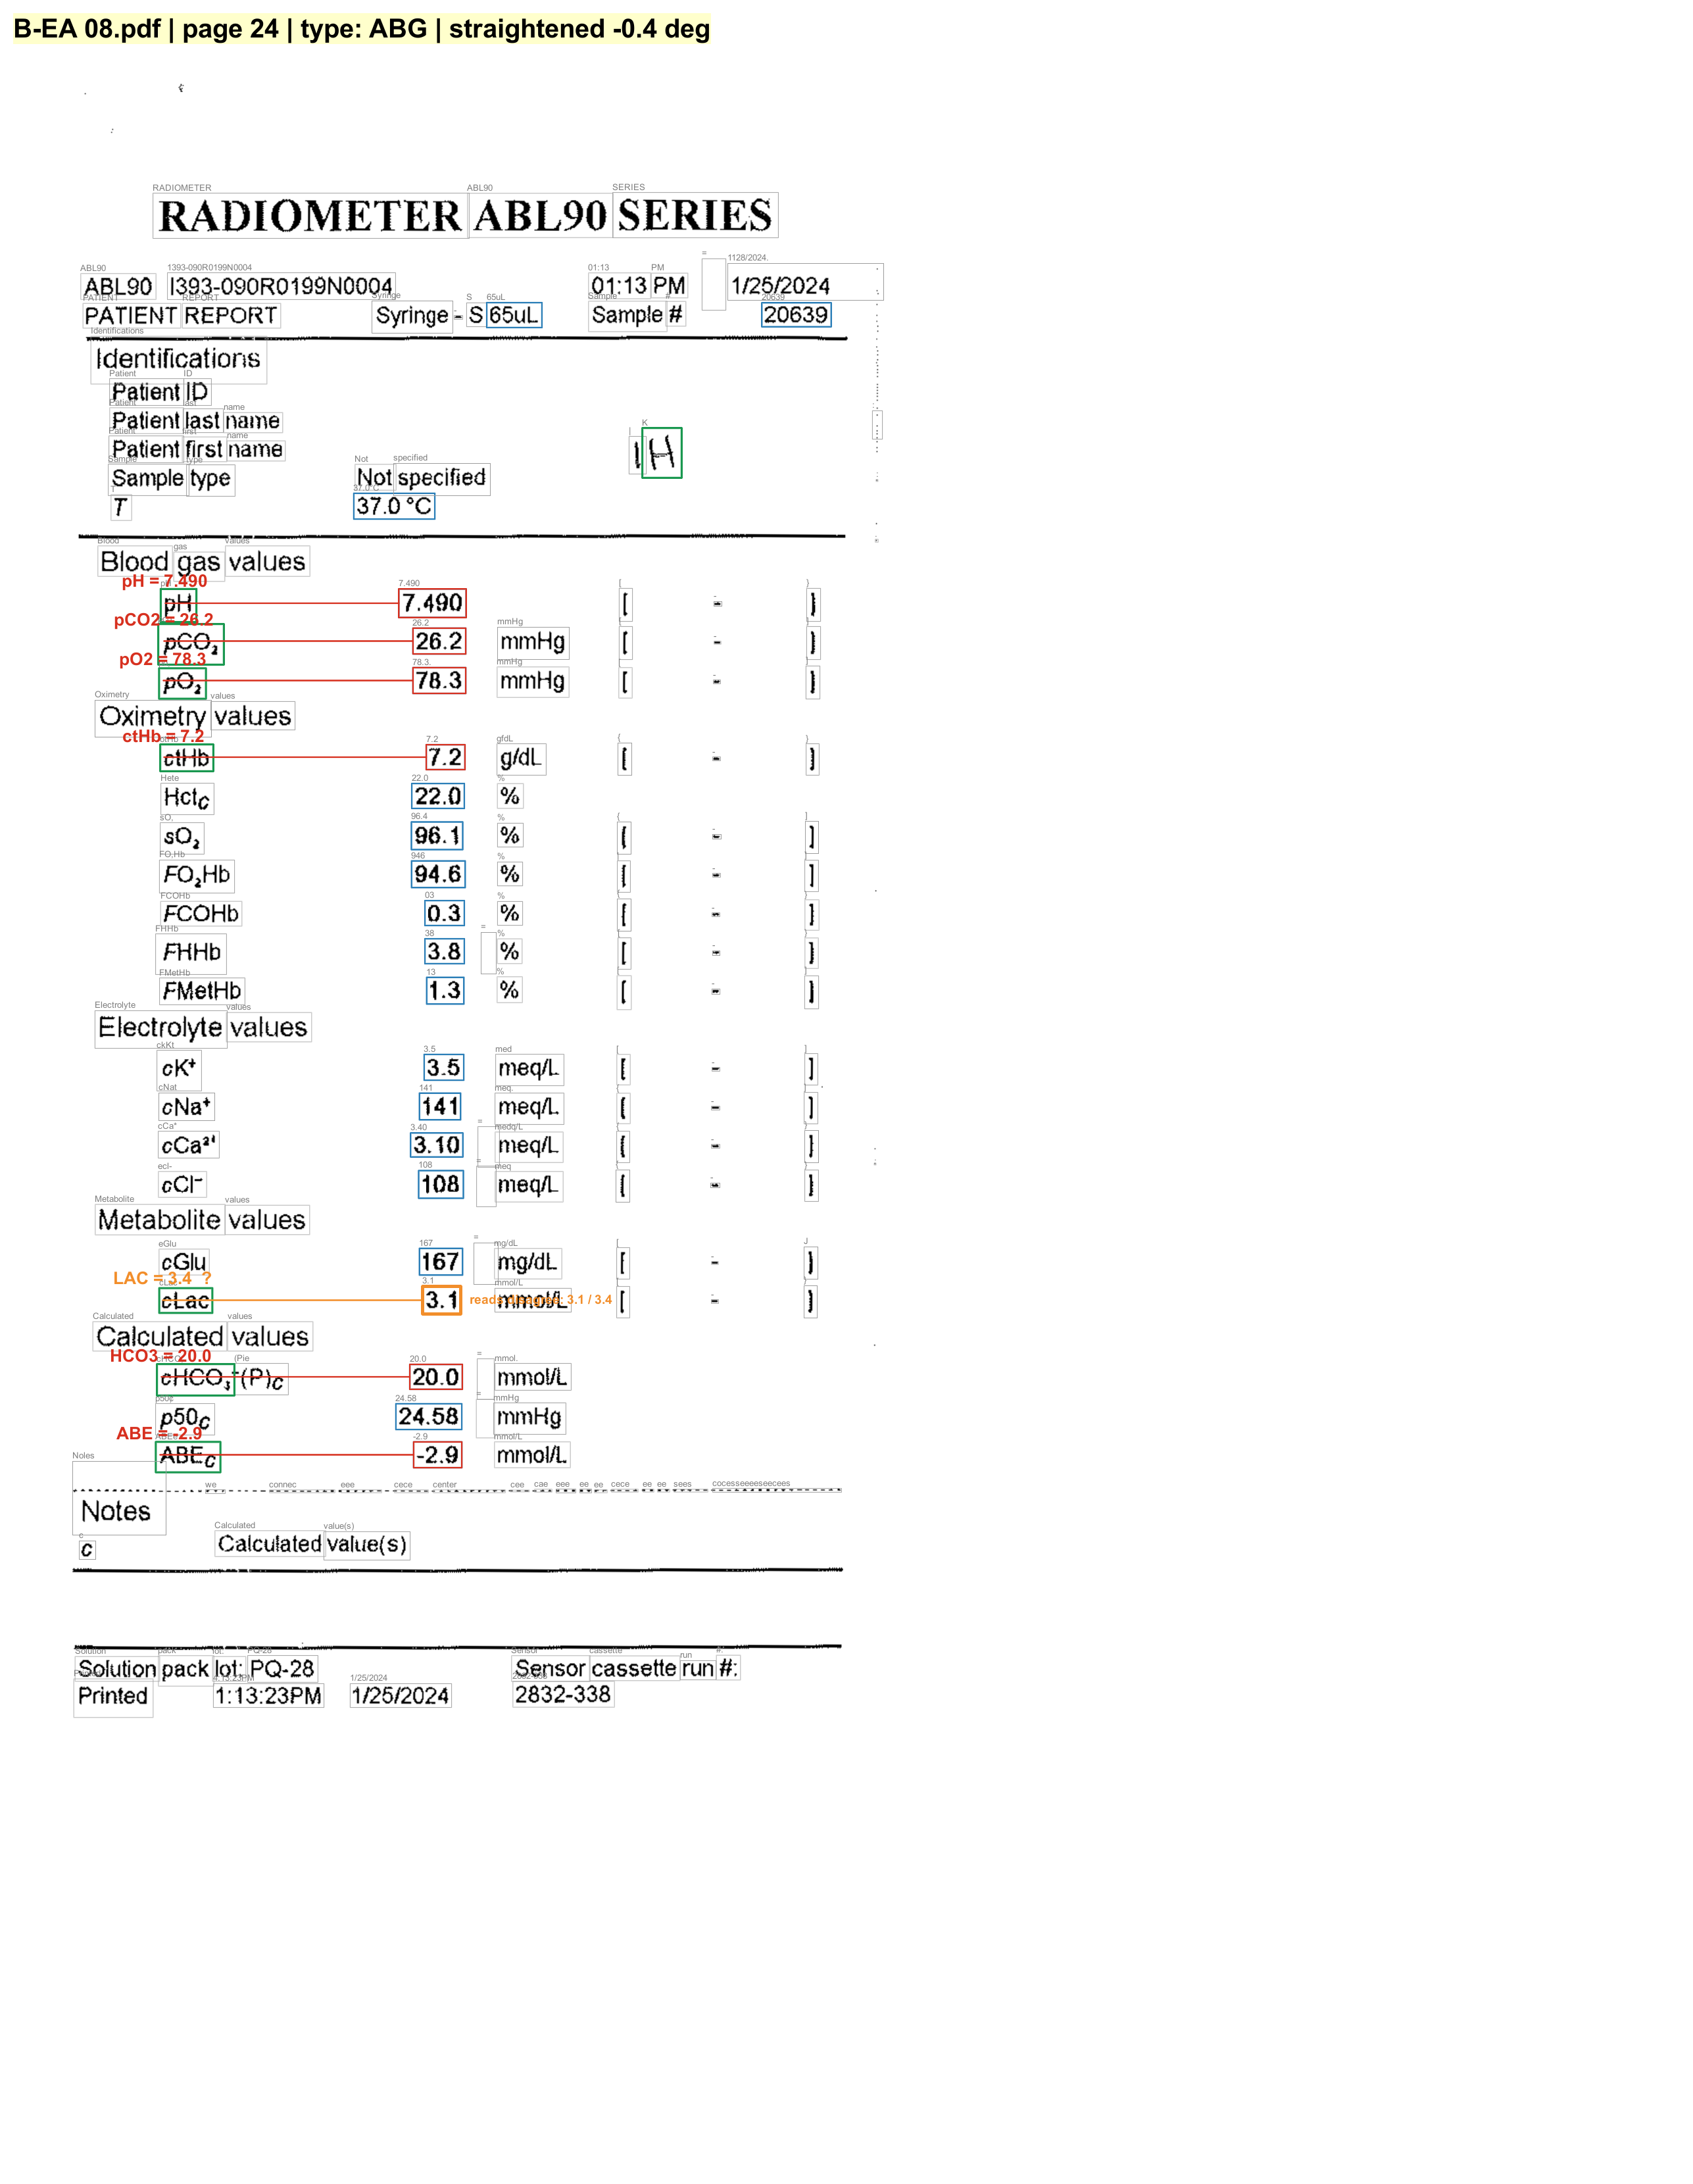 B-EA 08.pdf | page 24 | type: ABG | straightened -0.4 deg
RADIOMETER ABL90 SERIES
ABL90 I393-090R0199N0004 01:13 PM 1/25/2024
PATIENT REPORT Syringe - S 65uL Sample # 20639
Identifications
Patient ID
Patient last name
Patient first name
IH
Sample type Not specified
T 37.0 °C
Blood gas values
pH = 7.490
pH 7.490 [ - ]
pCO2 = 26.2
pCO₂ 26.2 mmHg [ - ]
pO2 = 78.3
pO₂ 78.3 mmHg [ - ]
Oximetry values
ctHb = 7.2
ctHb 7.2 g/dL [ - ]
Hctc 22.0 %
sO₂ 96.1 % [ - ]
FO₂Hb 94.6 % [ - ]
FCOHb 0.3 % [ - ]
FHHb 3.8 % [ - ]
FMetHb 1.3 % [ - ]
Electrolyte values
cK⁺ 3.5 meq/L [ - ]
cNa⁺ 141 meq/L [ - ]
cCa²⁺ 3.10 meq/L [ - ]
cCl⁻ 108 meq/L [ - ]
Metabolite values
cGlu 167 mg/dL [ - ]
LAC = 3.4 ?
cLac 3.1 mmol/L [ - ]
reads disagree: 3.1 / 3.4
Calculated values
HCO3 = 20.0
cHCO₃⁻(P)c 20.0 mmol/L
p50c 24.58 mmHg
ABE = -2.9
ABEc -2.9 mmol/L
Notes
c Calculated value(s)
Solution pack lot: PQ-28 Sensor cassette run #:
Printed 1:13:23PM 1/25/2024 2832-338